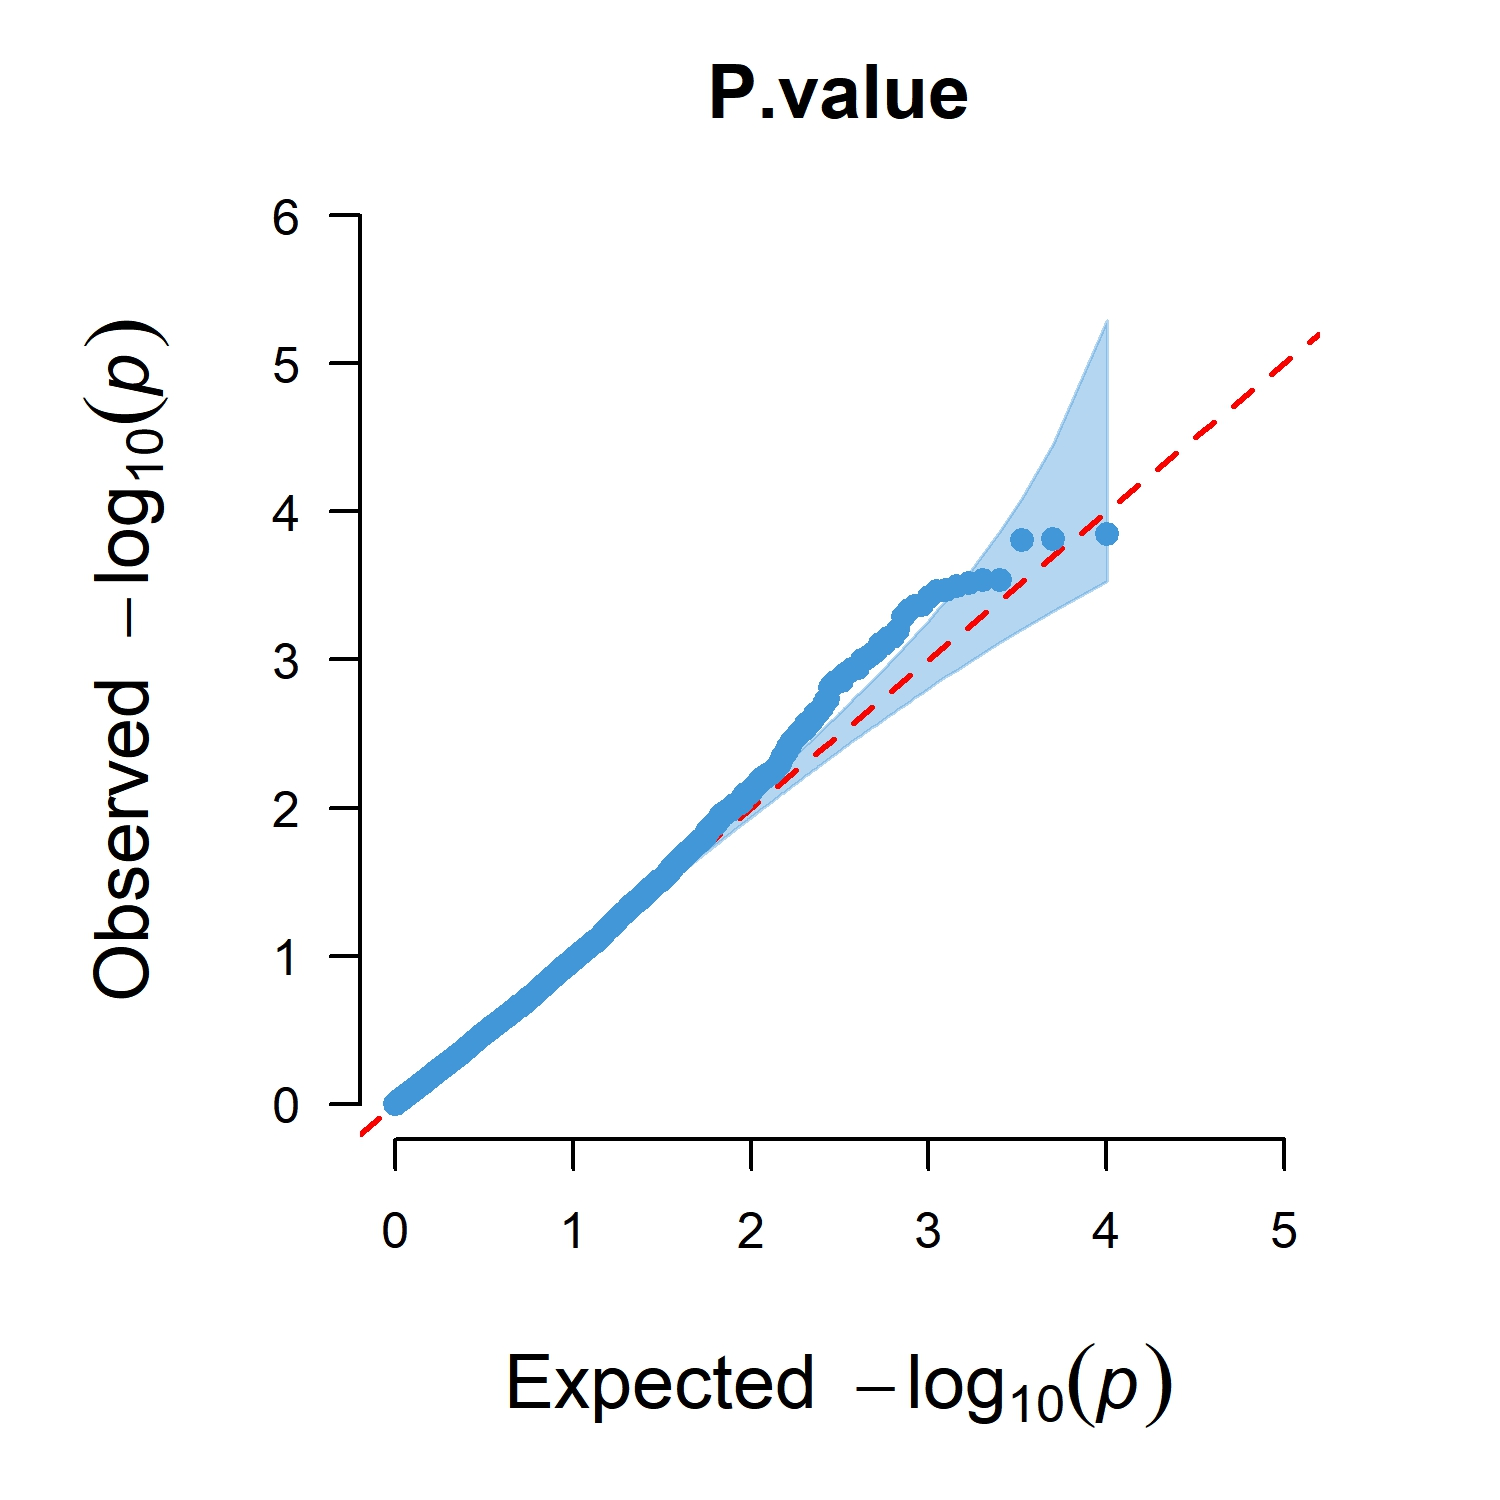 P.value
6
5
4
3
2
1
0
Observed −log₁₀(p)
0 1 2 3 4 5
Expected −log₁₀(p)